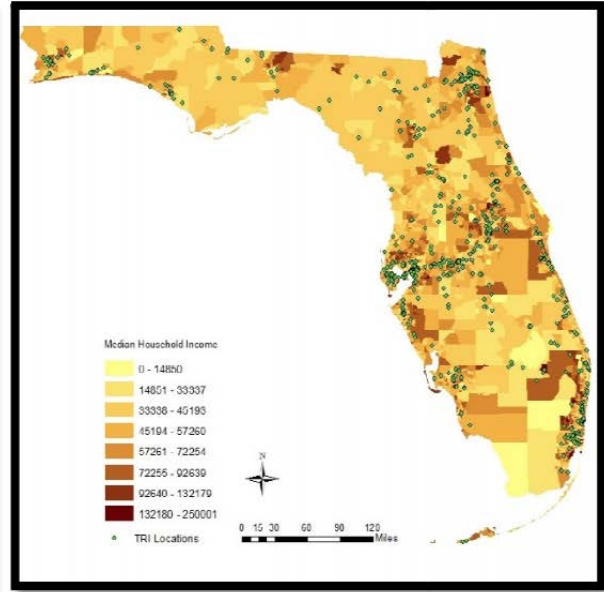 Median Household Income
0 - 14850
14851 - 33337
33338 - 45193
45194 - 57260
57261 - 72254
72255 - 92639
92640 - 132179
132180 - 250001
TRI Locations
N
0 15 30 60 90 120
Miles